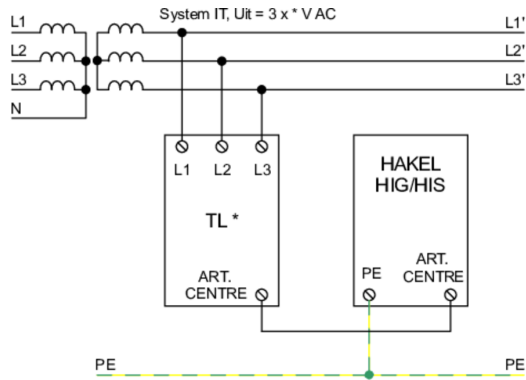 System IT, Uit = 3 x * V AC
L1
L1'
L2
L2'
L3
L3'
N
L1 L2 L3
TL *
ART.
CENTRE
HAKEL
HIG/HIS
PE
ART.
CENTRE
PE
PE